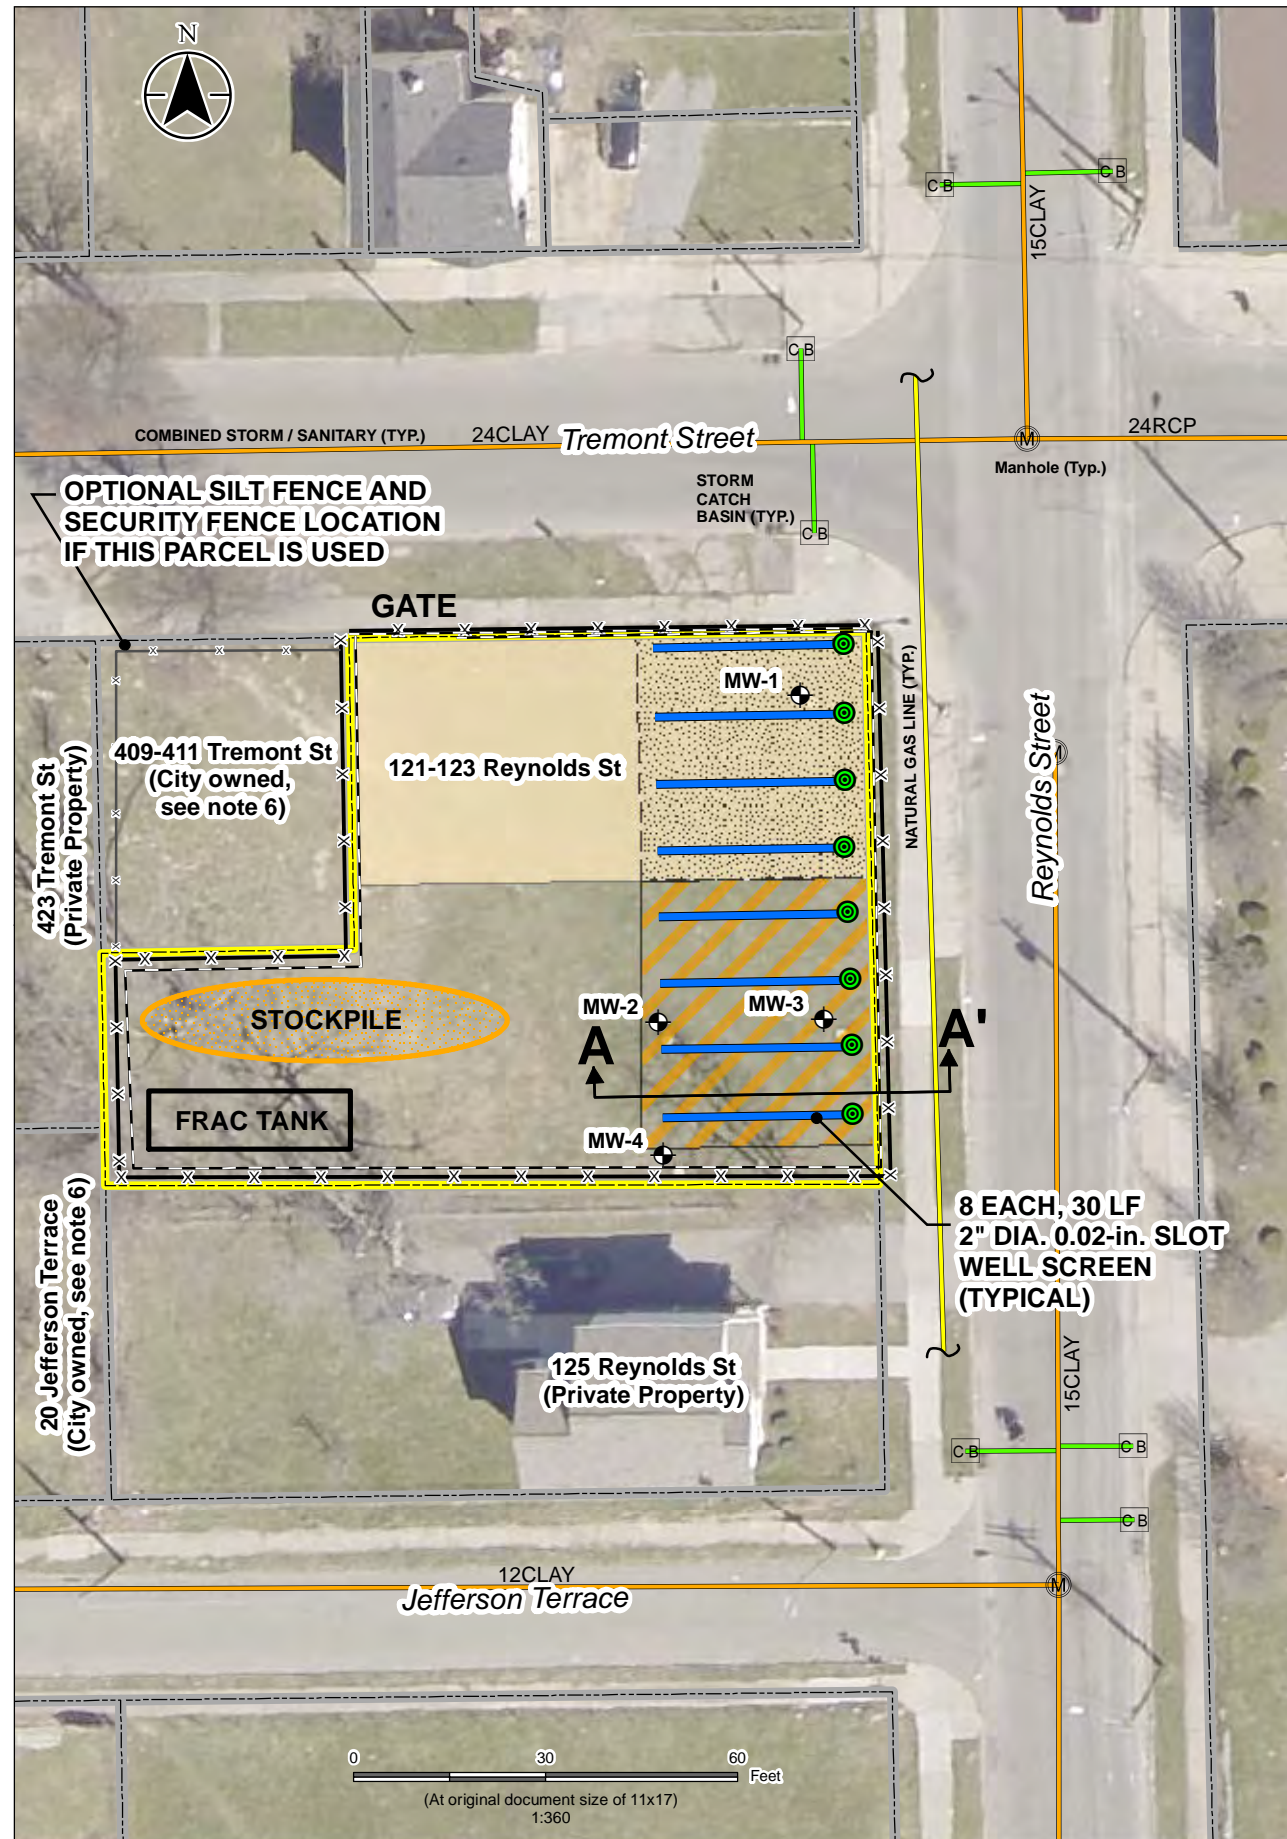 N
C B
C B
15CLAY
C B
COMBINED STORM / SANITARY (TYP.)
24CLAY
Tremont Street
24RCP
M
Manhole (Typ.)
STORM
CATCH
BASIN (TYP.)
C B
OPTIONAL SILT FENCE AND
SECURITY FENCE LOCATION
IF THIS PARCEL IS USED
GATE
MW-1
NATURAL GAS LINE (TYP.)
Reynolds Street
M
409-411 Tremont St
(City owned,
see note 6)
121-123 Reynolds St
423 Tremont St
(Private Property)
STOCKPILE
MW-2
MW-3
A
A'
FRAC TANK
MW-4
8 EACH, 30 LF
2" DIA. 0.02-in. SLOT
WELL SCREEN
(TYPICAL)
20 Jefferson Terrace
(City owned, see note 6)
125 Reynolds St
(Private Property)
15CLAY
C B
C B
C B
12CLAY
Jefferson Terrace
M
0 30 60
Feet
(At original document size of 11x17)
1:360